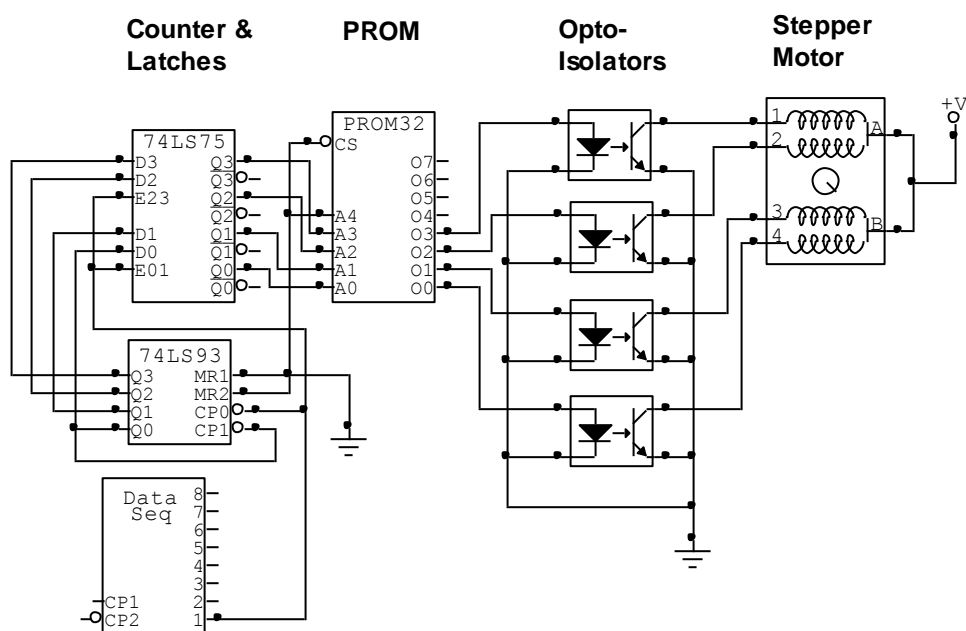 Counter &
Latches
PROM
Opto-
Isolators
Stepper
Motor
+V
74LS75
D3
D2
E23
D1
D0
E01
Q3
Q3
Q2
Q2
Q1
Q1
Q0
Q0
PROM32
CS
A4
A3
A2
A1
A0
O7
O6
O5
O4
O3
O2
O1
O0
1
2
3
4
A
B
74LS93
Q3
Q2
Q1
Q0
MR1
MR2
CP0
CP1
Data
Seq
CP1
CP2
8
7
6
5
4
3
2
1